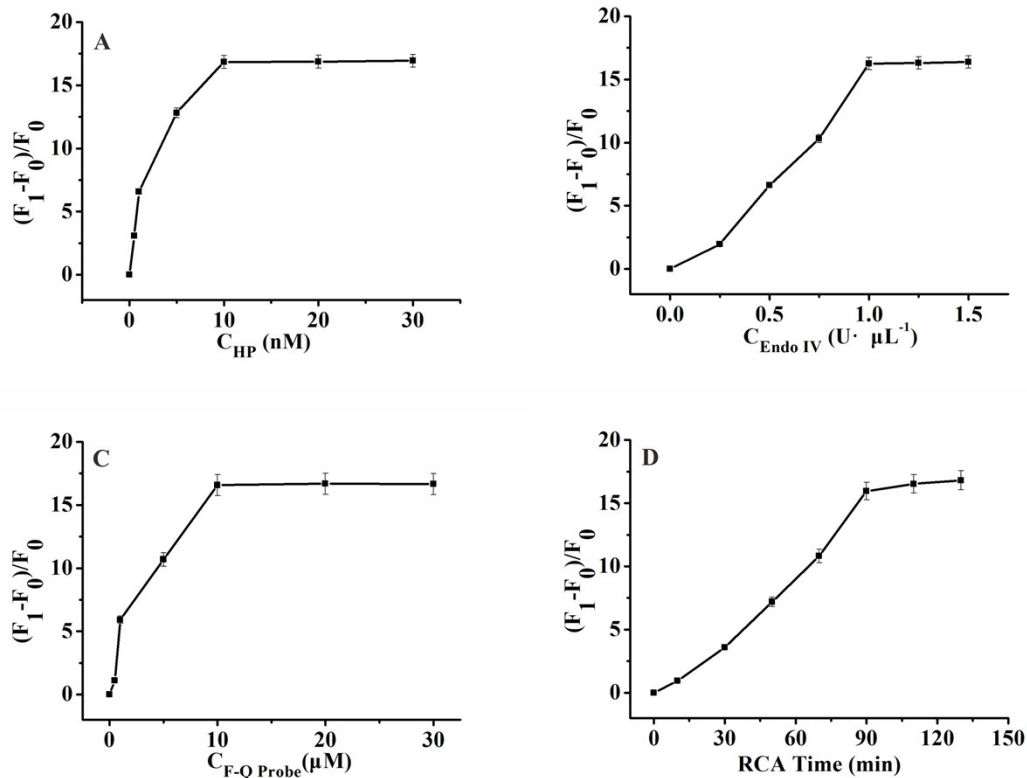 A
20
15
10
5
0
(F1-F0)/F0
0 10 20 30
CHP (nM)
20
15
10
5
0
(F1-F0)/F0
0.0 0.5 1.0 1.5
CEndo IV (U· µL-1)
C
20
15
10
5
0
(F1-F0)/F0
0 10 20 30
CF-Q Probe(µM)
D
20
15
10
5
0
(F1-F0)/F0
0 30 60 90 120 150
RCA Time (min)